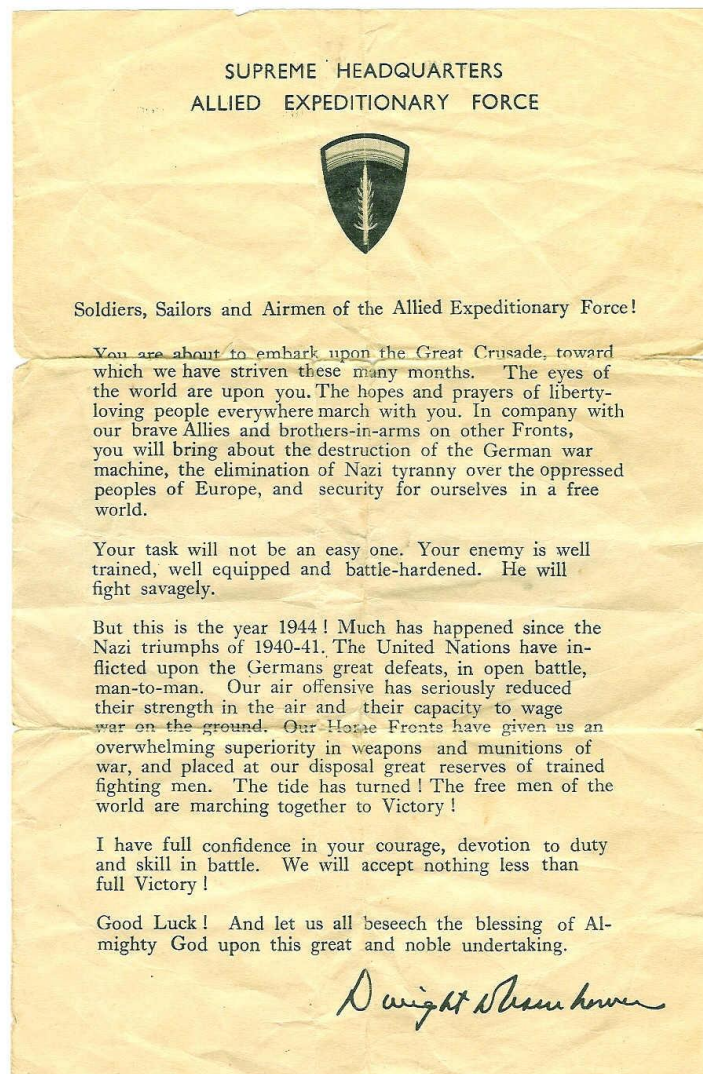 SUPREME HEADQUARTERS
ALLIED EXPEDITIONARY FORCE
Soldiers, Sailors and Airmen of the Allied Expeditionary Force!
You are about to embark upon the Great Crusade, toward
which we have striven these many months. The eyes of
the world are upon you. The hopes and prayers of liberty-
loving people everywhere march with you. In company with
our brave Allies and brothers-in-arms on other Fronts,
you will bring about the destruction of the German war
machine, the elimination of Nazi tyranny over the oppressed
peoples of Europe, and security for ourselves in a free
world.
Your task will not be an easy one. Your enemy is well
trained, well equipped and battle-hardened. He will
fight savagely.
But this is the year 1944! Much has happened since the
Nazi triumphs of 1940-41. The United Nations have in-
flicted upon the Germans great defeats, in open battle,
man-to-man. Our air offensive has seriously reduced
their strength in the air and their capacity to wage
war on the ground. Our Home Fronts have given us an
overwhelming superiority in weapons and munitions of
war, and placed at our disposal great reserves of trained
fighting men. The tide has turned! The free men of the
world are marching together to Victory!
I have full confidence in your courage, devotion to duty
and skill in battle. We will accept nothing less than
full Victory!
Good Luck! And let us all beseech the blessing of Al-
mighty God upon this great and noble undertaking.
Dwight D Eisenhower